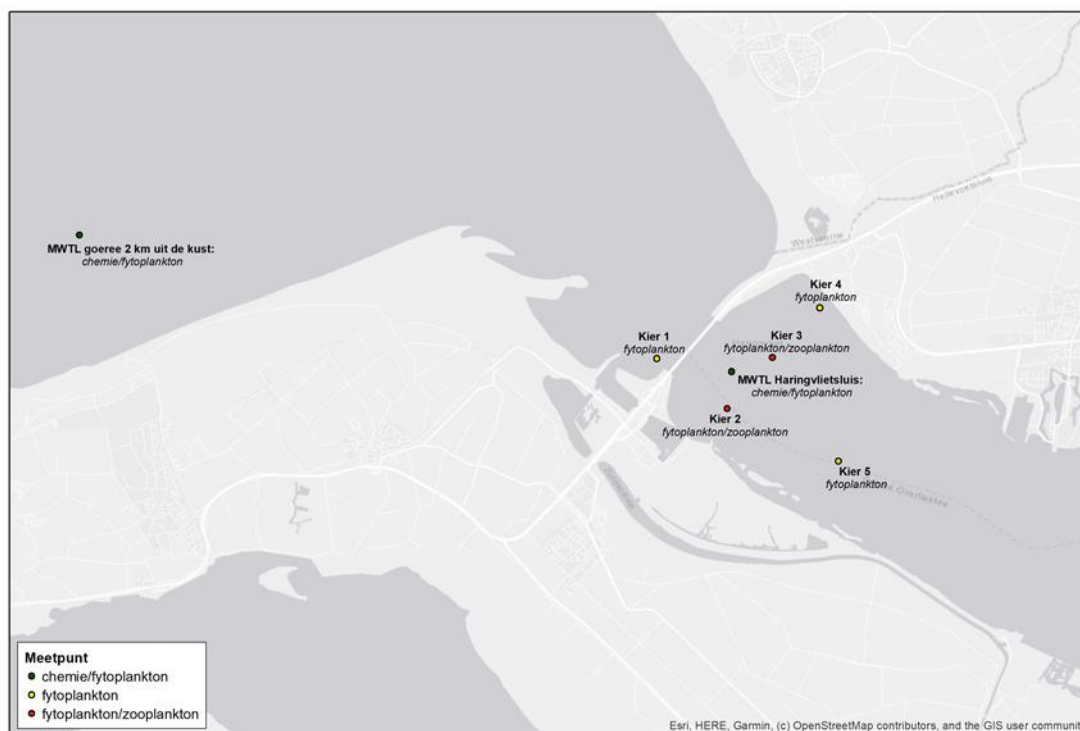 Hellevoetsluis
MWTL goeree 2 km uit de kust:
chemie/fytoplankton
Kier 4
fytoplankton
Kier 1
fytoplankton
Kier 3
fytoplankton/zooplankton
MWTL Haringvlietsluis:
chemie/fytoplankton
Kier 2
fytoplankton/zooplankton
Kier 5
fytoplankton
Meetpunt
chemie/fytoplankton
fytoplankton
fytoplankton/zooplankton
Esri, HERE, Garmin, (c) OpenStreetMap contributors, and the GIS user communit